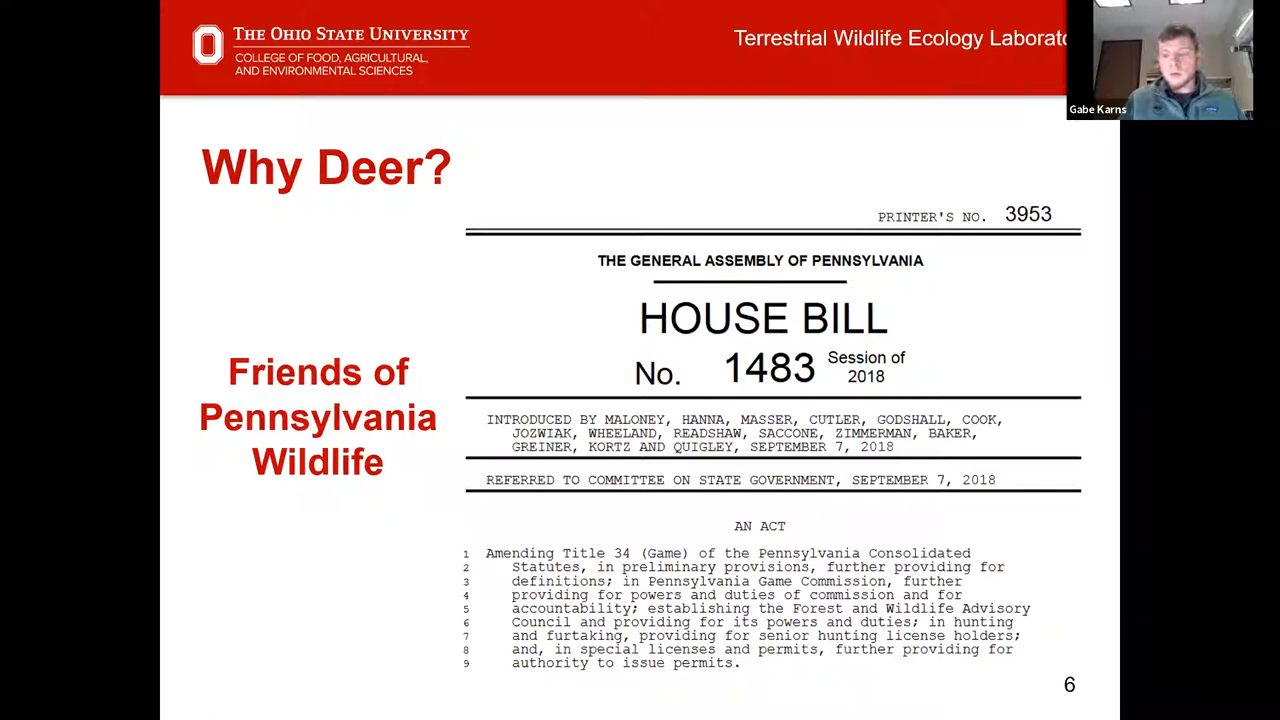 THE OHIO STATE UNIVERSITY
COLLEGE OF FOOD, AGRICULTURAL,
AND ENVIRONMENTAL SCIENCES
Terrestrial Wildlife Ecology
Gabe Karns
Why Deer?
PRINTER'S NO. 3953
THE GENERAL ASSEMBLY OF PENNSYLVANIA
HOUSE BILL
No. 1483 Session of
2018
Friends of
Pennsylvania
Wildlife
INTRODUCED BY MALONEY, HANNA, MASSER, CUTLER, GODSHALL, COOK,
JOZWIAK, WHEELAND, READSHAW, SACCONE, ZIMMERMAN, BAKER,
GREINER, KORTZ AND QUIGLEY, SEPTEMBER 7, 2018
REFERRED TO COMMITTEE ON STATE GOVERNMENT, SEPTEMBER 7, 2018
AN ACT
1 Amending Title 34 (Game) of the Pennsylvania Consolidated
2 Statutes, in preliminary provisions, further providing for
3 definitions; in Pennsylvania Game Commission, further
4 providing for powers and duties of commission and for
5 accountability; establishing the Forest and Wildlife Advisory
6 Council and providing for its powers and duties; in hunting
7 and furtaking, providing for senior hunting license holders;
8 and, in special licenses and permits, further providing for
9 authority to issue permits.
6